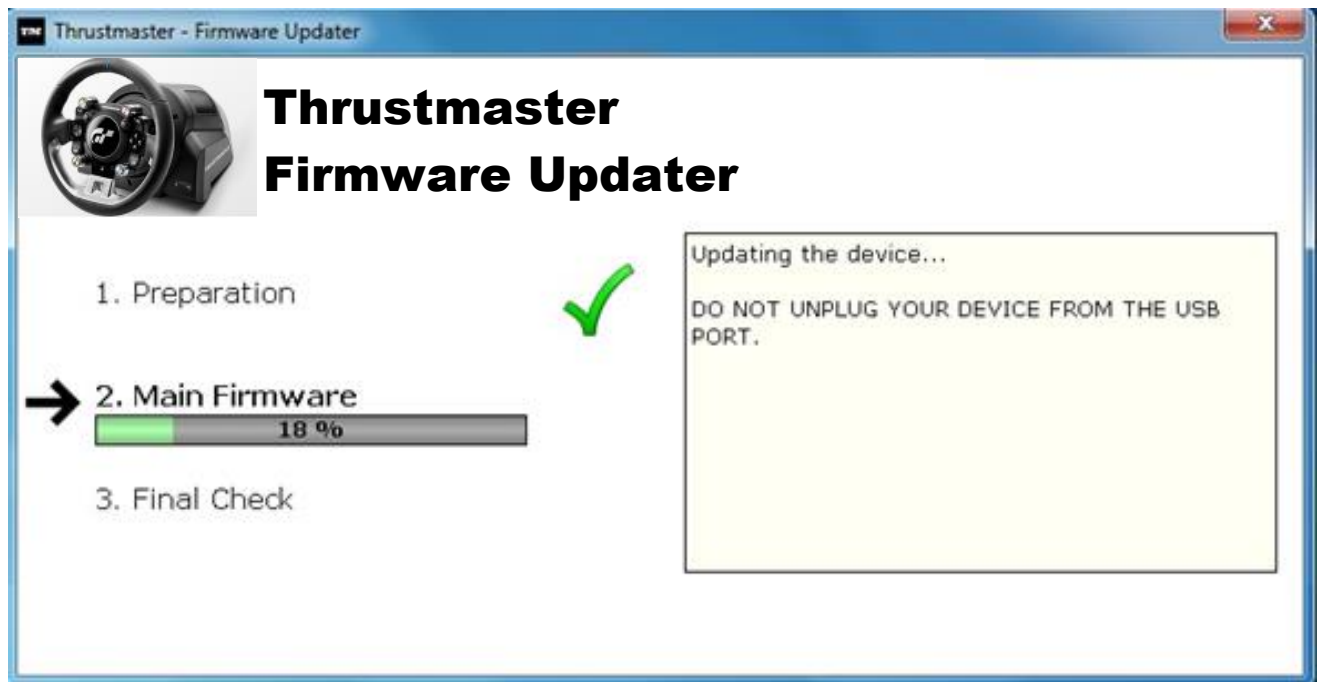 Thrustmaster - Firmware Updater
Thrustmaster
Firmware Updater
1. Preparation
2. Main Firmware
18 %
3. Final Check
Updating the device...
DO NOT UNPLUG YOUR DEVICE FROM THE USB
PORT.